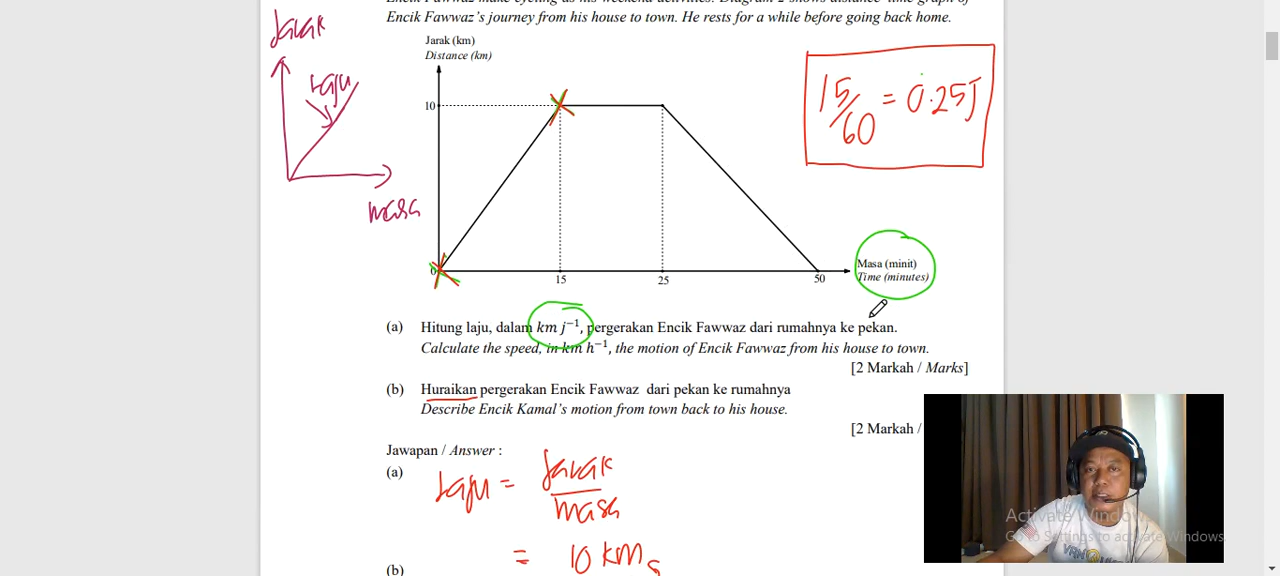 Encik Fawwaz's journey from his house to town. He rests for a while before going back home.
Jarak
Laju
masa
Jarak (km)
Distance (km)
10
0
15
25
50
Masa (minit)
Time (minutes)
15/60 = 0.25J
(a) Hitung laju, dalam km j⁻¹, pergerakan Encik Fawwaz dari rumahnya ke pekan.
Calculate the speed, in km h⁻¹, the motion of Encik Fawwaz from his house to town.
[2 Markah / Marks]
(b) Huraikan pergerakan Encik Fawwaz dari pekan ke rumahnya
Describe Encik Kamal's motion from town back to his house.
[2 Markah /
Jawapan / Answer :
(a)
Laju = Jarak
masa
= 10 km
(b)
Activate Windows
Go to Settings to activate Windows